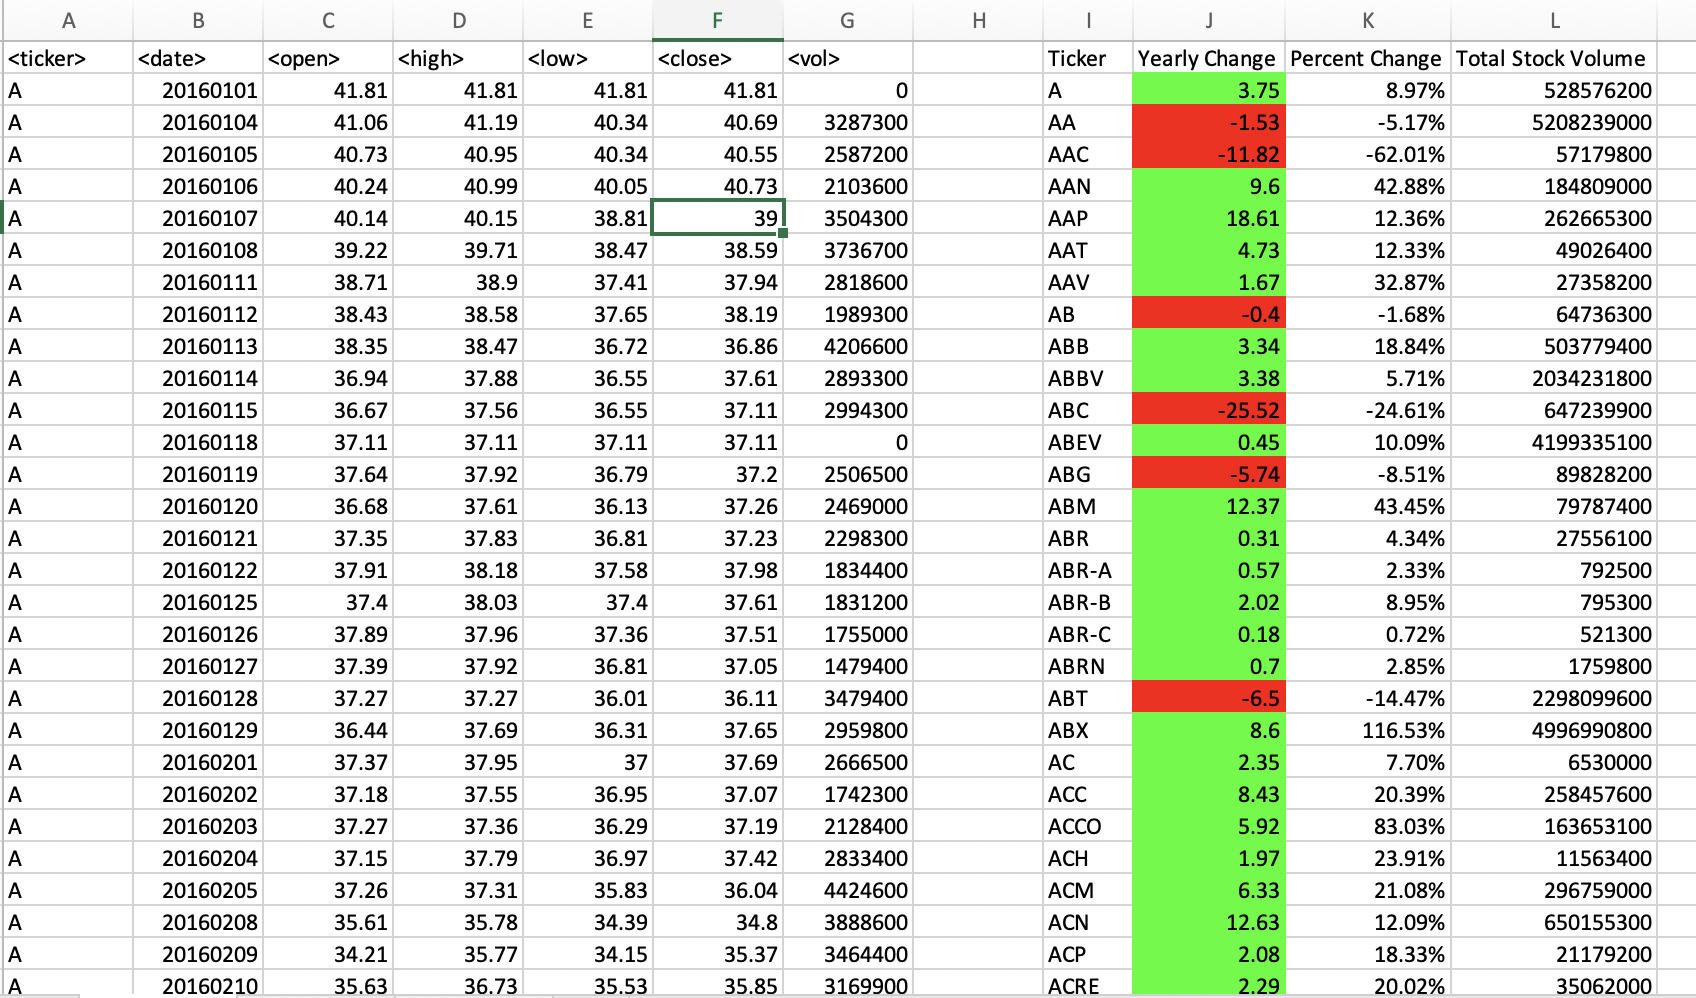 A B C D E F G H I J K L
<ticker> <date> <open> <high> <low> <close> <vol> Ticker Yearly Change Percent Change Total Stock Volume
A 20160101 41.81 41.81 41.81 41.81 0 A 3.75 8.97% 528576200
A 20160104 41.06 41.19 40.34 40.69 3287300 AA -1.53 -5.17% 5208239000
A 20160105 40.73 40.95 40.34 40.55 2587200 AAC -11.82 -62.01% 57179800
A 20160106 40.24 40.99 40.05 40.73 2103600 AAN 9.6 42.88% 184809000
A 20160107 40.14 40.15 38.81 39 3504300 AAP 18.61 12.36% 262665300
A 20160108 39.22 39.71 38.47 38.59 3736700 AAT 4.73 12.33% 49026400
A 20160111 38.71 38.9 37.41 37.94 2818600 AAV 1.67 32.87% 27358200
A 20160112 38.43 38.58 37.65 38.19 1989300 AB -0.4 -1.68% 64736300
A 20160113 38.35 38.47 36.72 36.86 4206600 ABB 3.34 18.84% 503779400
A 20160114 36.94 37.88 36.55 37.61 2893300 ABBV 3.38 5.71% 2034231800
A 20160115 36.67 37.56 36.55 37.11 2994300 ABC -25.52 -24.61% 647239900
A 20160118 37.11 37.11 37.11 37.11 0 ABEV 0.45 10.09% 4199335100
A 20160119 37.64 37.92 36.79 37.2 2506500 ABG -5.74 -8.51% 89828200
A 20160120 36.68 37.61 36.13 37.26 2469000 ABM 12.37 43.45% 79787400
A 20160121 37.35 37.83 36.81 37.23 2298300 ABR 0.31 4.34% 27556100
A 20160122 37.91 38.18 37.58 37.98 1834400 ABR-A 0.57 2.33% 792500
A 20160125 37.4 38.03 37.4 37.61 1831200 ABR-B 2.02 8.95% 795300
A 20160126 37.89 37.96 37.36 37.51 1755000 ABR-C 0.18 0.72% 521300
A 20160127 37.39 37.92 36.81 37.05 1479400 ABRN 0.7 2.85% 1759800
A 20160128 37.27 37.27 36.01 36.11 3479400 ABT -6.5 -14.47% 2298099600
A 20160129 36.44 37.69 36.31 37.65 2959800 ABX 8.6 116.53% 4996990800
A 20160201 37.37 37.95 37 37.69 2666500 AC 2.35 7.70% 6530000
A 20160202 37.18 37.55 36.95 37.07 1742300 ACC 8.43 20.39% 258457600
A 20160203 37.27 37.36 36.29 37.19 2128400 ACCO 5.92 83.03% 163653100
A 20160204 37.15 37.79 36.97 37.42 2833400 ACH 1.97 23.91% 11563400
A 20160205 37.26 37.31 35.83 36.04 4424600 ACM 6.33 21.08% 296759000
A 20160208 35.61 35.78 34.39 34.8 3888600 ACN 12.63 12.09% 650155300
A 20160209 34.21 35.77 34.15 35.37 3464400 ACP 2.08 18.33% 21179200
A 20160210 35.63 36.73 35.53 35.85 3169900 ACRE 2.29 20.02% 35062000